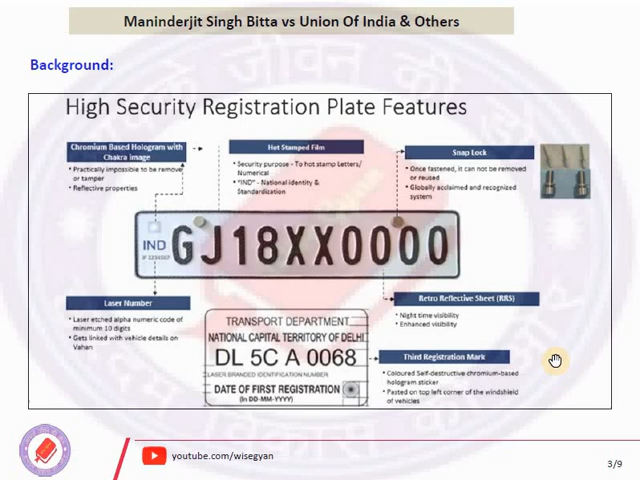 Maninderjit Singh Bitta vs Union Of India & Others
Background:
High Security Registration Plate Features
Chromium Based Hologram with
Chakra image
Practically impossible to be remove
or tamper
Reflective properties
Hot Stamped Film
Security purpose - To hot stamp Letters/
Numerical
"IND" - National identity &
Standardization
Snap Lock
Once fastened, it can not be removed
or reused
Globally acclaimed and recognized
system
IND
GJ18XX0000
Laser Number
Laser etched alpha numeric code of
minimum 10 digits
Gets linked with vehicle details on
Vahan
TRANSPORT DEPARTMENT
NATIONAL CAPITAL TERRITORY OF DELHI
DL 5C A 0068
LASER BRANDED IDENTIFICATION NUMBER
DATE OF FIRST REGISTRATION
(In DD-MM-YYYY)
Retro Reflective Sheet (RRS)
Night time visibility
Enhanced visibility
Third Registration Mark
Coloured Self-destructive chromium-based
hologram sticker
Pasted on top left corner of the windshield
of vehicles
youtube.com/wisegyan
3/9